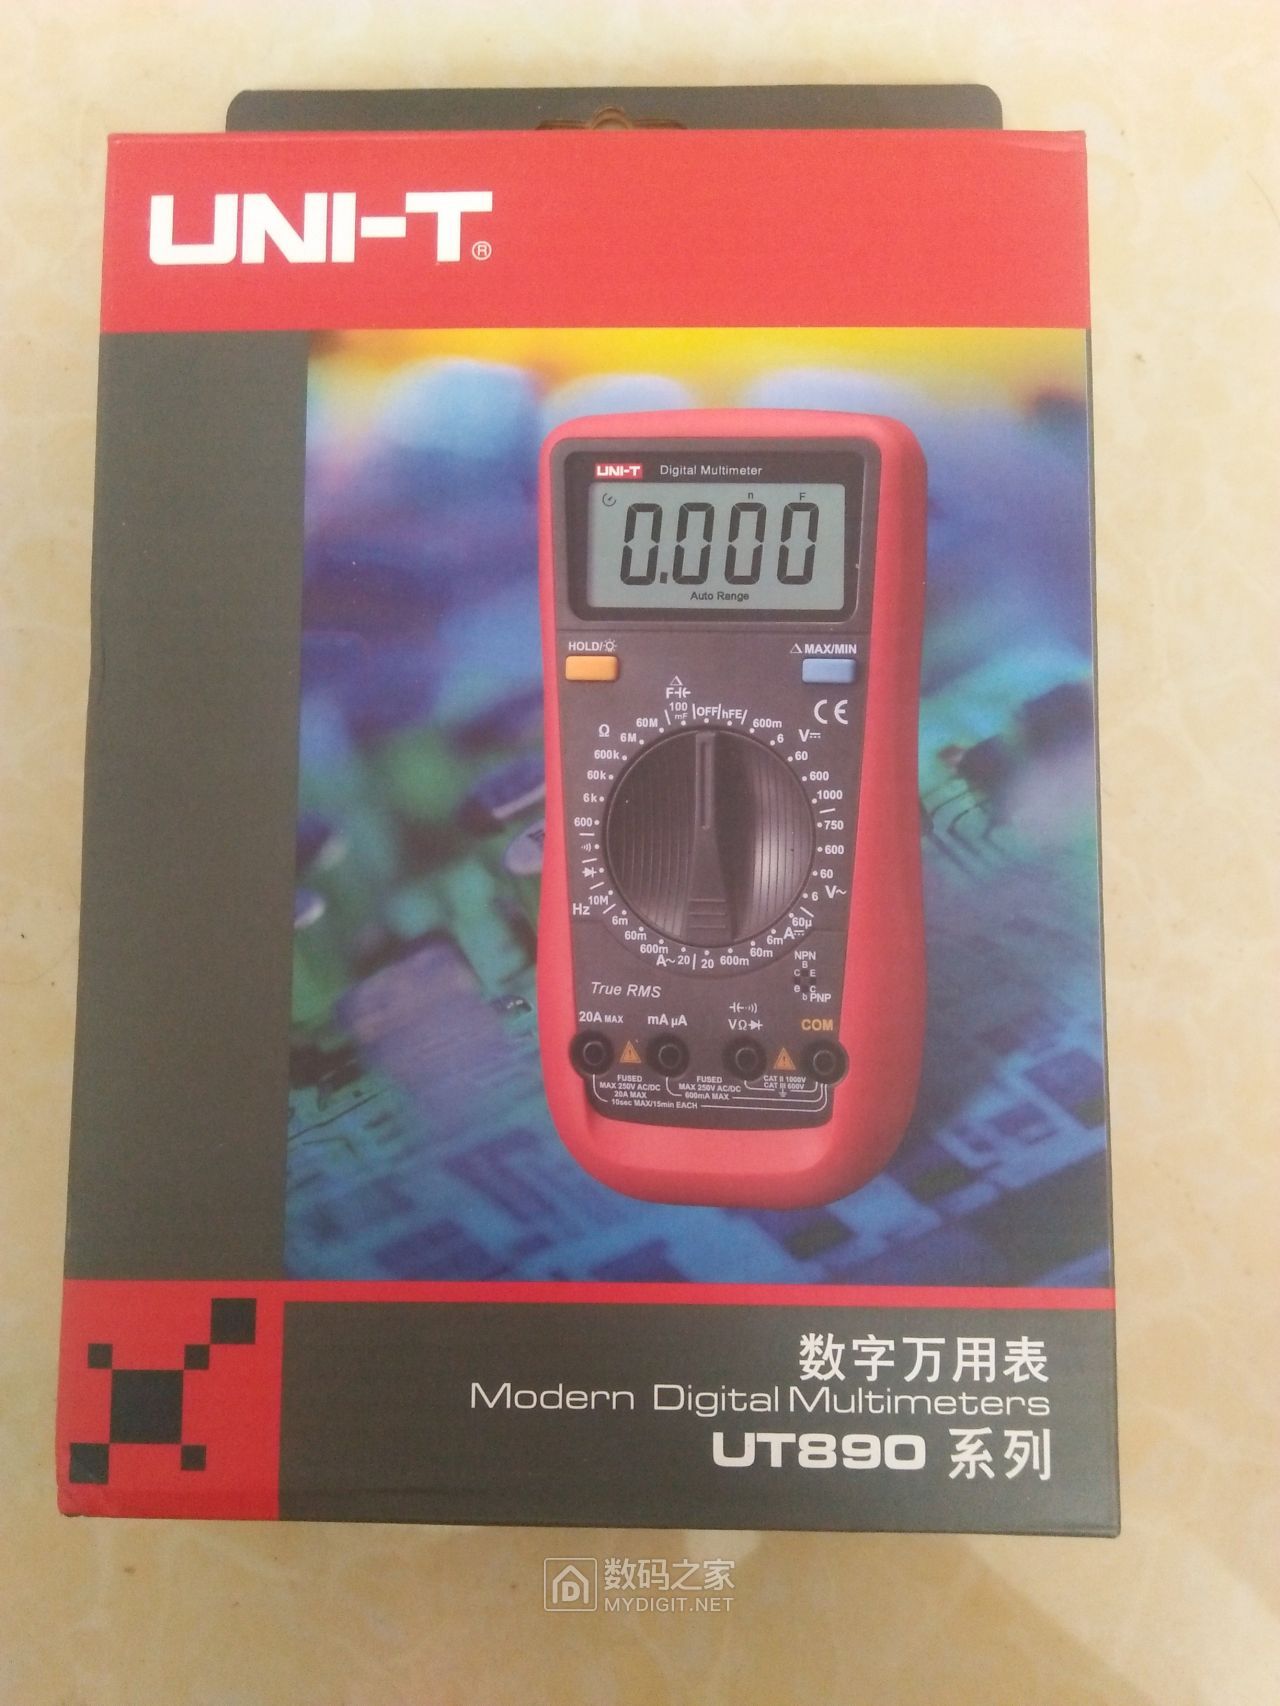 UNI-T®
UNI-T Digital Multimeter
n F
0.000
Auto Range
HOLD/
Δ MAX/MIN
Δ
F
100 mF
OFF
hFE
CE
Ω
60M
6M
600k
60k
6k
600
Hz
10M
600m
6
V
60
600
1000
750
600
60
6
V~
60µ
A
6m
60m
600m
20
20
A~
600m
60m
6m
NPN
B
C E
e c
b PNP
True RMS
20A MAX
mA µA
VΩ
COM
FUSED
MAX 250V AC/DC
20A MAX
10sec MAX/15min EACH
FUSED
MAX 250V AC/DC
600mA MAX
CAT II 1000V
CAT III 600V
数字万用表
Modern Digital Multimeters
UT890 系列
数码之家
MYDIGIT.NET